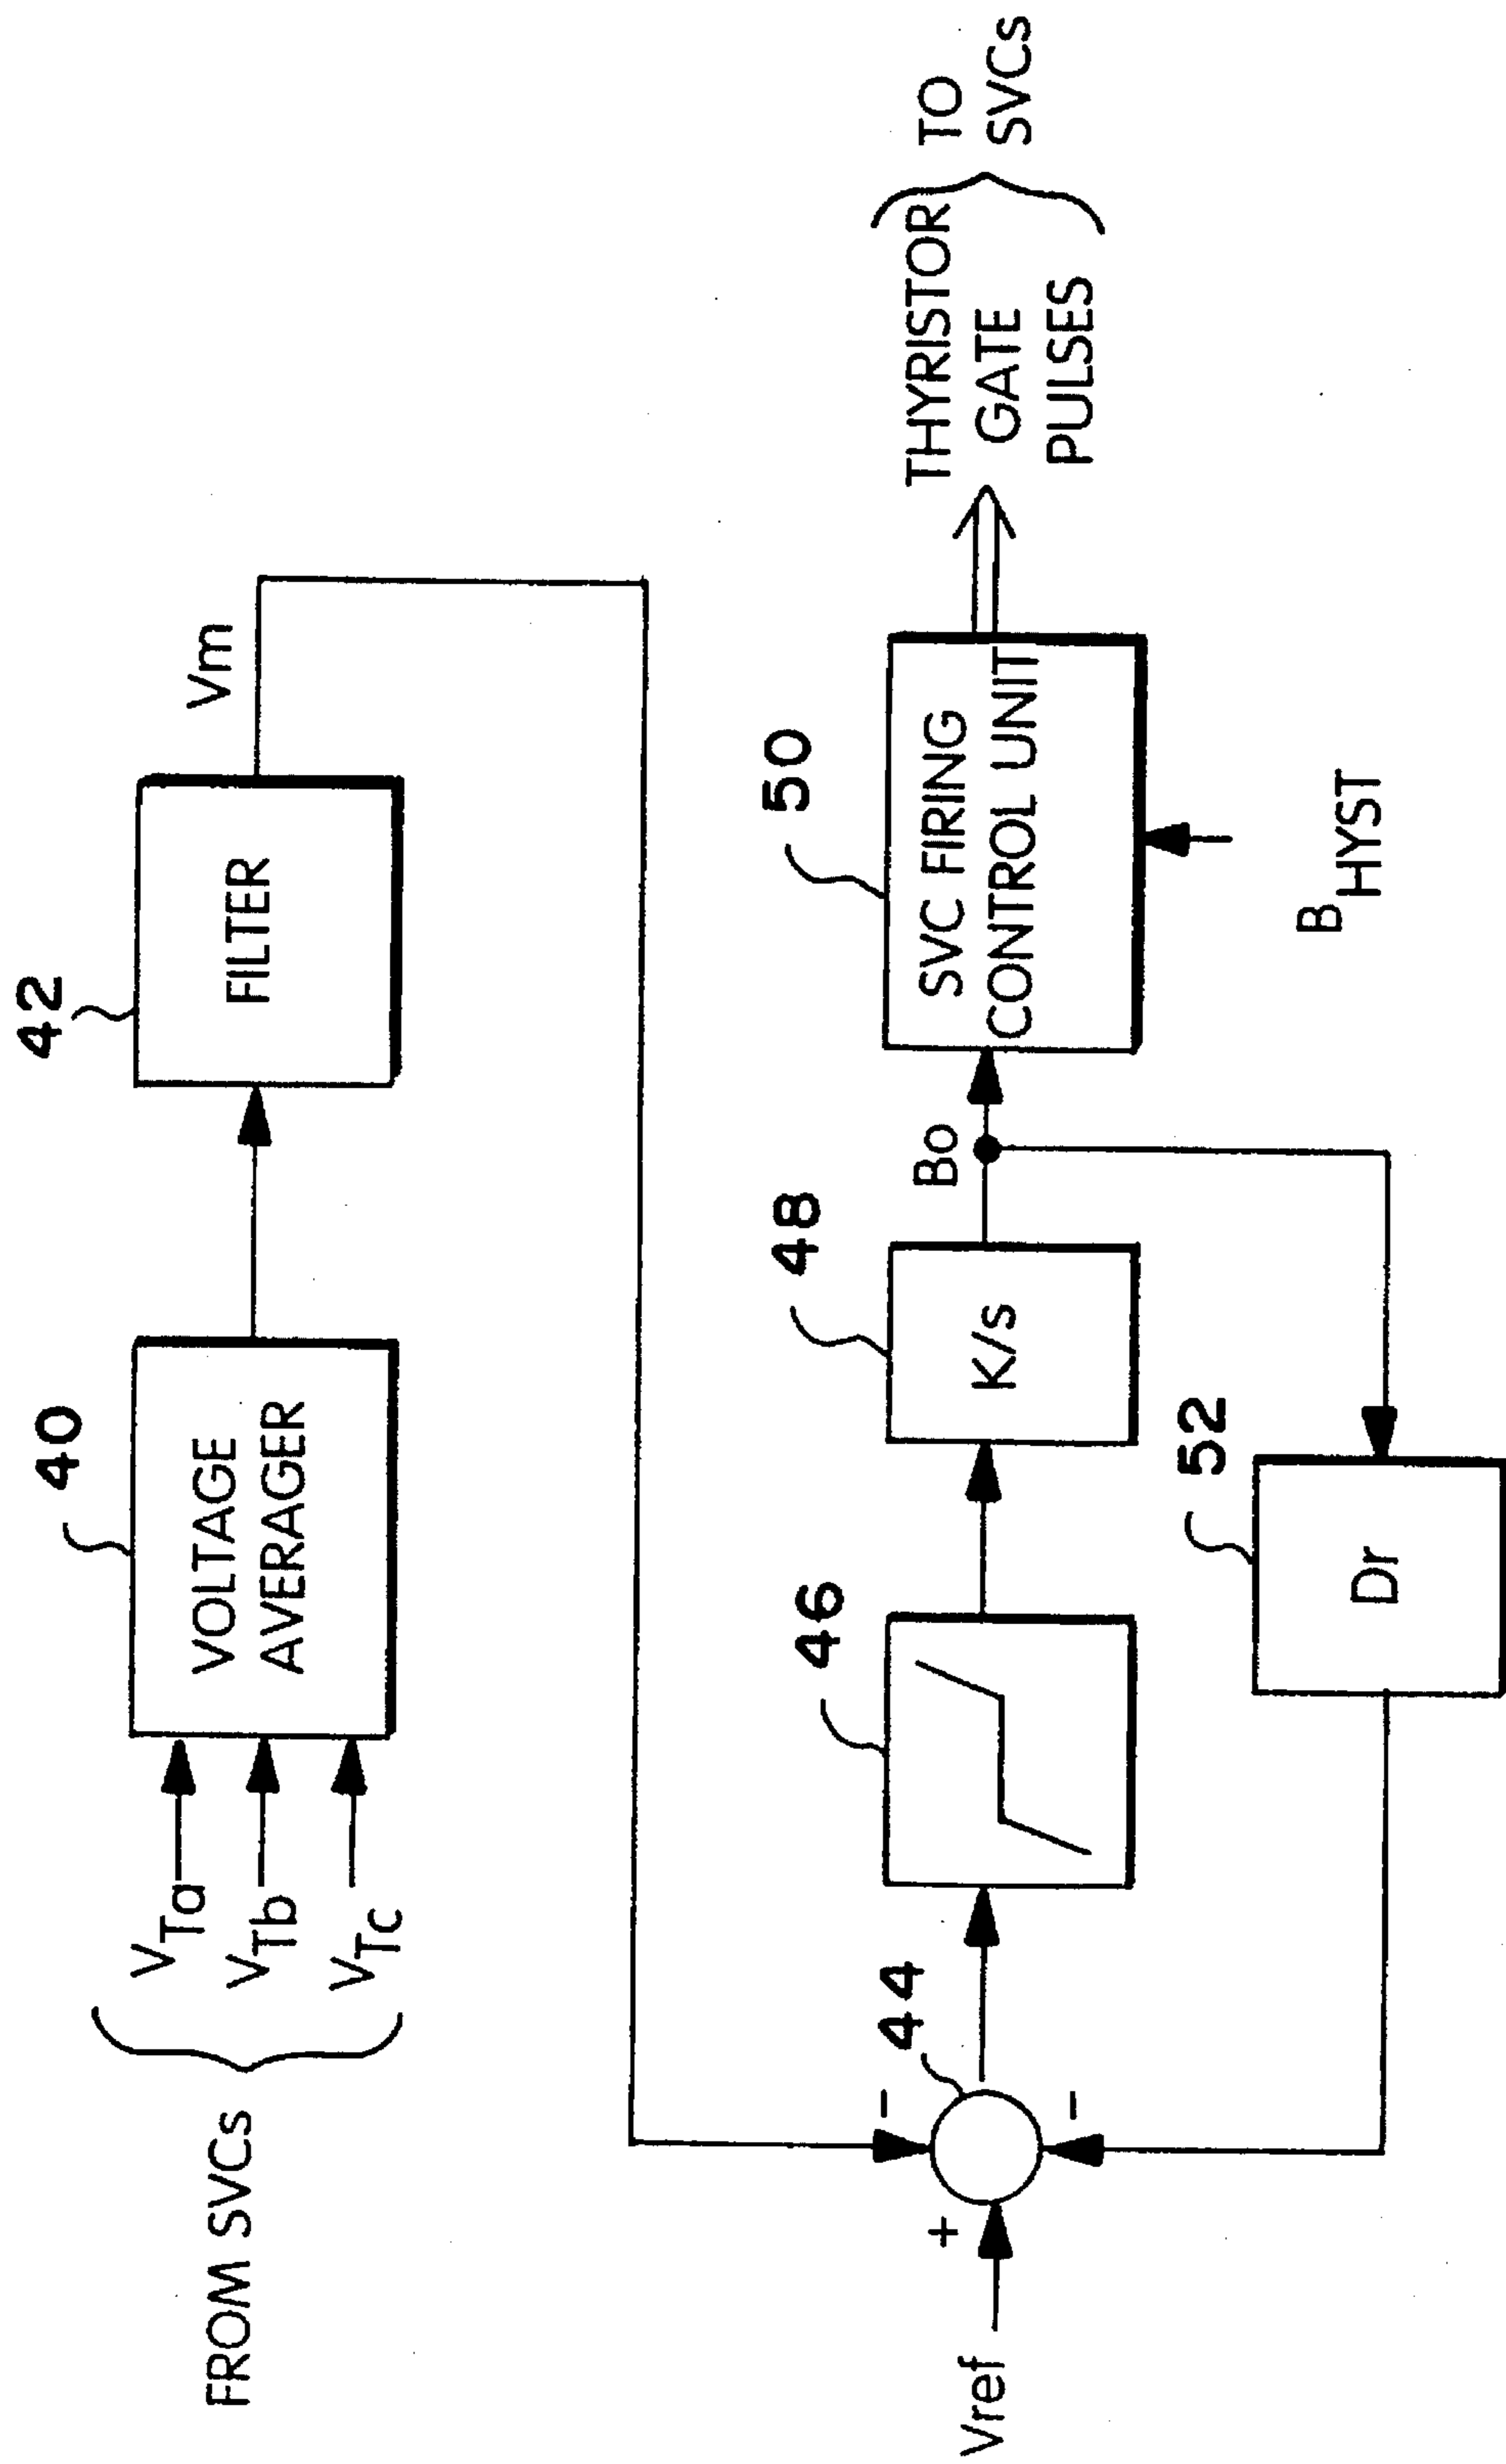 40
42
FROM SVCs
VTa
VTb
VTc
VOLTAGE
AVERAGER
FILTER
Vm
Vref
+
-
-
44
46
48
K/s
Bo
50
SVC FIRING
CONTROL UNIT
THYRISTOR
GATE
PULSES
TO
SVCs
52
Dr
BHYST